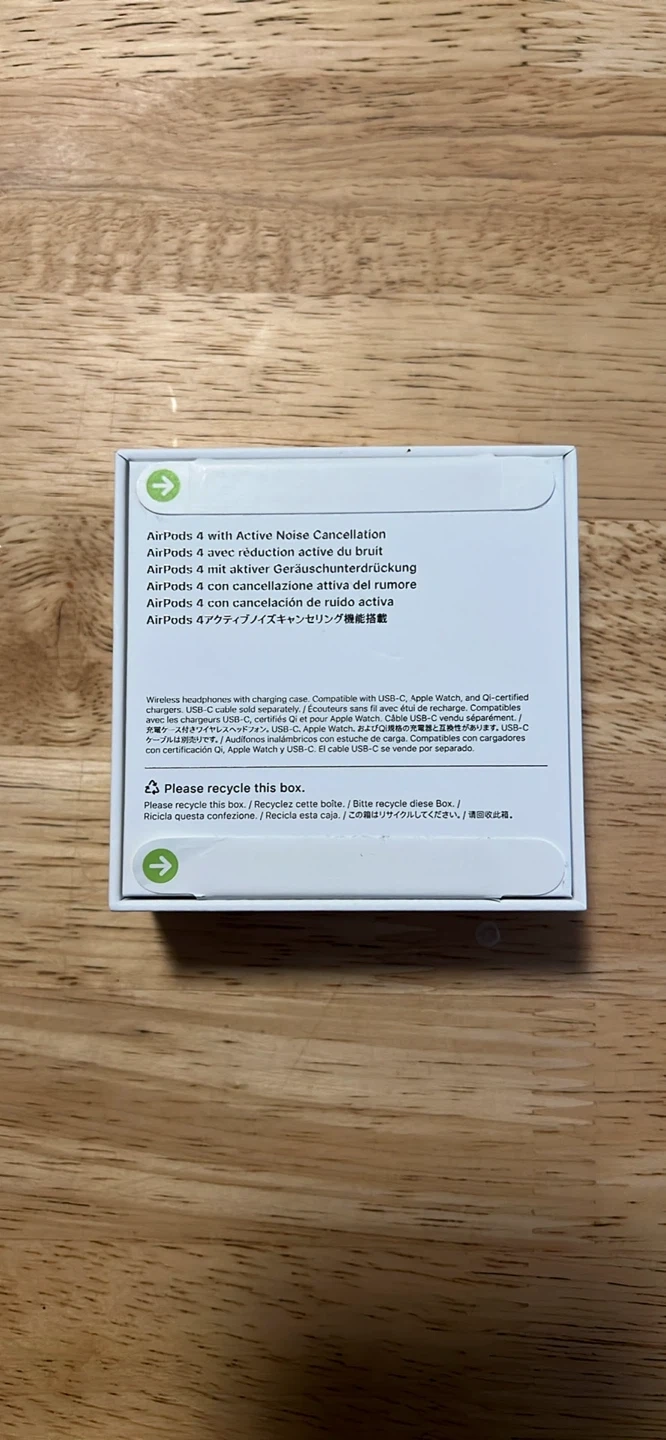 AirPods 4 with Active Noise Cancellation
AirPods 4 avec réduction active du bruit
AirPods 4 mit aktiver Geräuschunterdrückung
AirPods 4 con cancellazione attiva del rumore
AirPods 4 con cancelación de ruido activa
AirPods 4アクティブノイズキャンセリング機能搭載
Wireless headphones with charging case. Compatible with USB-C, Apple Watch, and Qi-certified
chargers. USB-C cable sold separately. / Écouteurs sans fil avec étui de recharge. Compatibles
avec les chargeurs USB-C, certifiés Qi et pour Apple Watch. Câble USB-C vendu séparément. /
充電ケース付きワイヤレスヘッドフォン。USB-C、Apple Watch、およびQi規格の充電器と互換性があります。USB-C
ケーブルは別売りです。/ Audífonos inalámbricos con estuche de carga. Compatibles con cargadores
con certificación Qi, Apple Watch y USB-C. El cable USB-C se vende por separado.
Please recycle this box.
Please recycle this box. / Recyclez cette boîte. / Bitte recycle diese Box. /
Ricicla questa confezione. / Recicla esta caja. / この箱はリサイクルしてください。/ 请回收此箱。